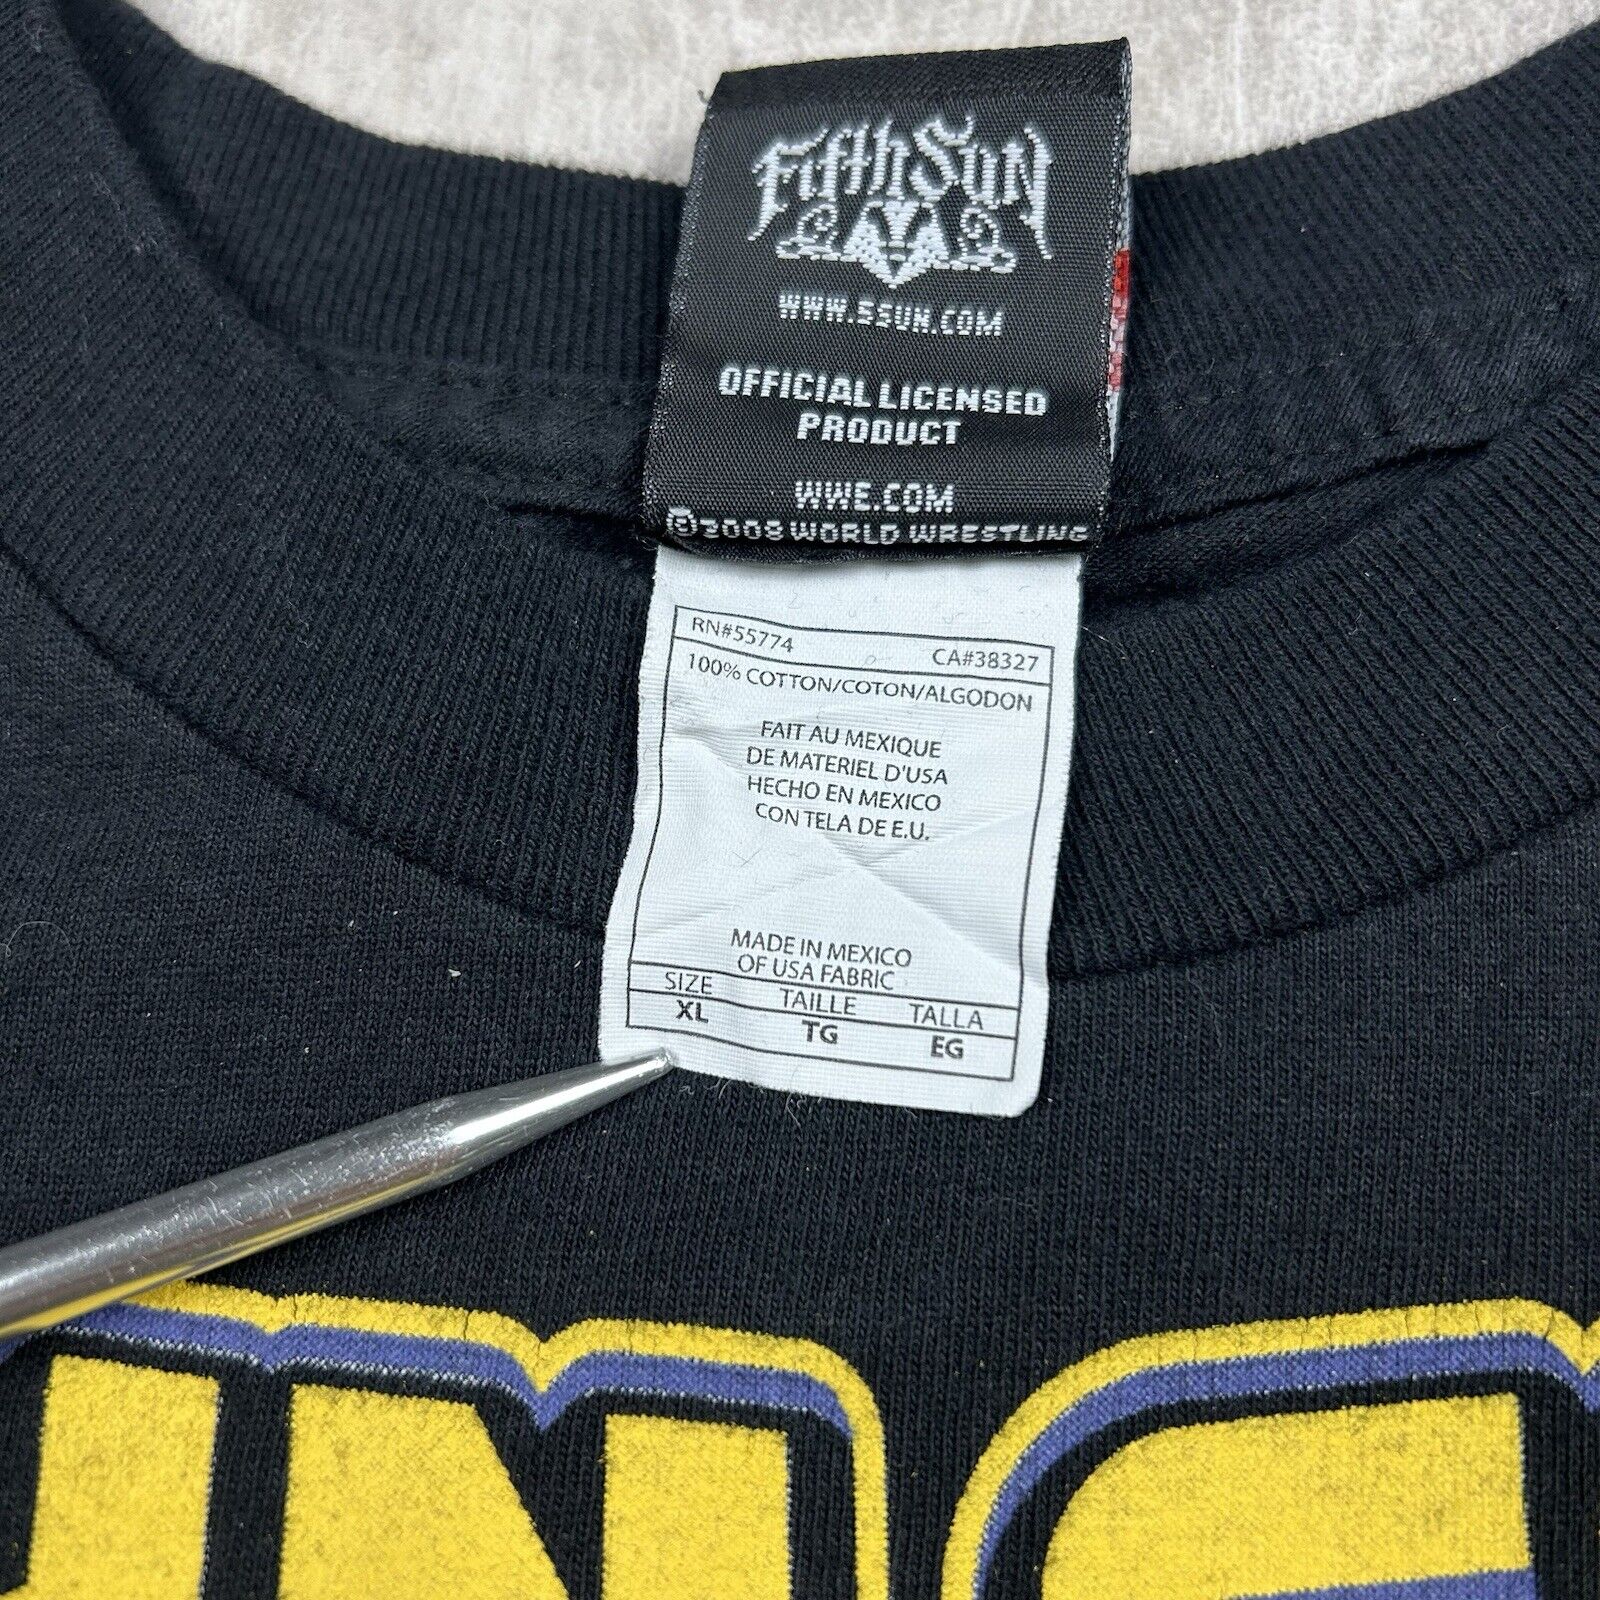 Fifth Sun
WWW.5SUN.COM
OFFICIAL LICENSED
PRODUCT
WWE.COM
©2008 WORLD WRESTLING
RN#55774 CA#38327
100% COTTON/COTON/ALGODON
FAIT AU MEXIQUE
DE MATERIEL D'USA
HECHO EN MEXICO
CON TELA DE E.U.
MADE IN MEXICO
OF USA FABRIC
SIZE TAILLE TALLA
XL TG EG